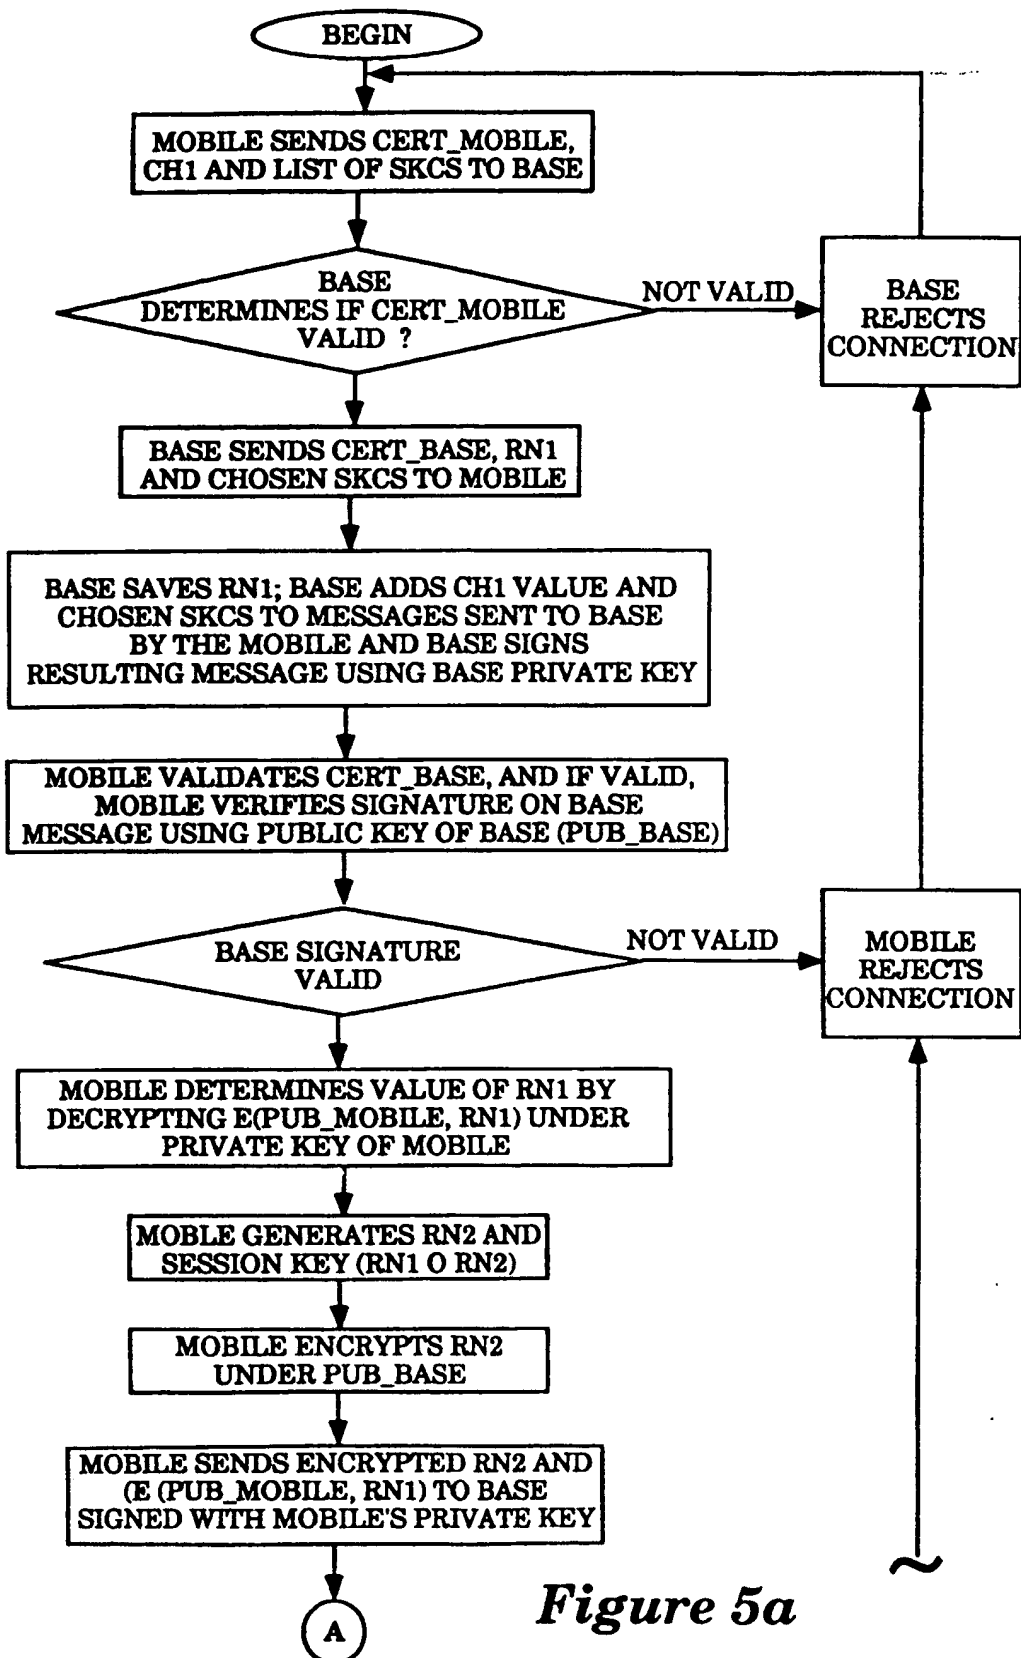 BEGIN
MOBILE SENDS CERT_MOBILE,
CH1 AND LIST OF SKCS TO BASE
BASE
DETERMINES IF CERT_MOBILE
VALID ?
NOT VALID
BASE
REJECTS
CONNECTION
BASE SENDS CERT_BASE, RN1
AND CHOSEN SKCS TO MOBILE
BASE SAVES RN1; BASE ADDS CH1 VALUE AND
CHOSEN SKCS TO MESSAGES SENT TO BASE
BY THE MOBILE AND BASE SIGNS
RESULTING MESSAGE USING BASE PRIVATE KEY
MOBILE VALIDATES CERT_BASE, AND IF VALID,
MOBILE VERIFIES SIGNATURE ON BASE
MESSAGE USING PUBLIC KEY OF BASE (PUB_BASE)
BASE SIGNATURE
VALID
NOT VALID
MOBILE
REJECTS
CONNECTION
MOBILE DETERMINES VALUE OF RN1 BY
DECRYPTING E(PUB_MOBILE, RN1) UNDER
PRIVATE KEY OF MOBILE
MOBLE GENERATES RN2 AND
SESSION KEY (RN1 O RN2)
MOBILE ENCRYPTS RN2
UNDER PUB_BASE
MOBILE SENDS ENCRYPTED RN2 AND
(E (PUB_MOBILE, RN1) TO BASE
SIGNED WITH MOBILE'S PRIVATE KEY
A
Figure 5a